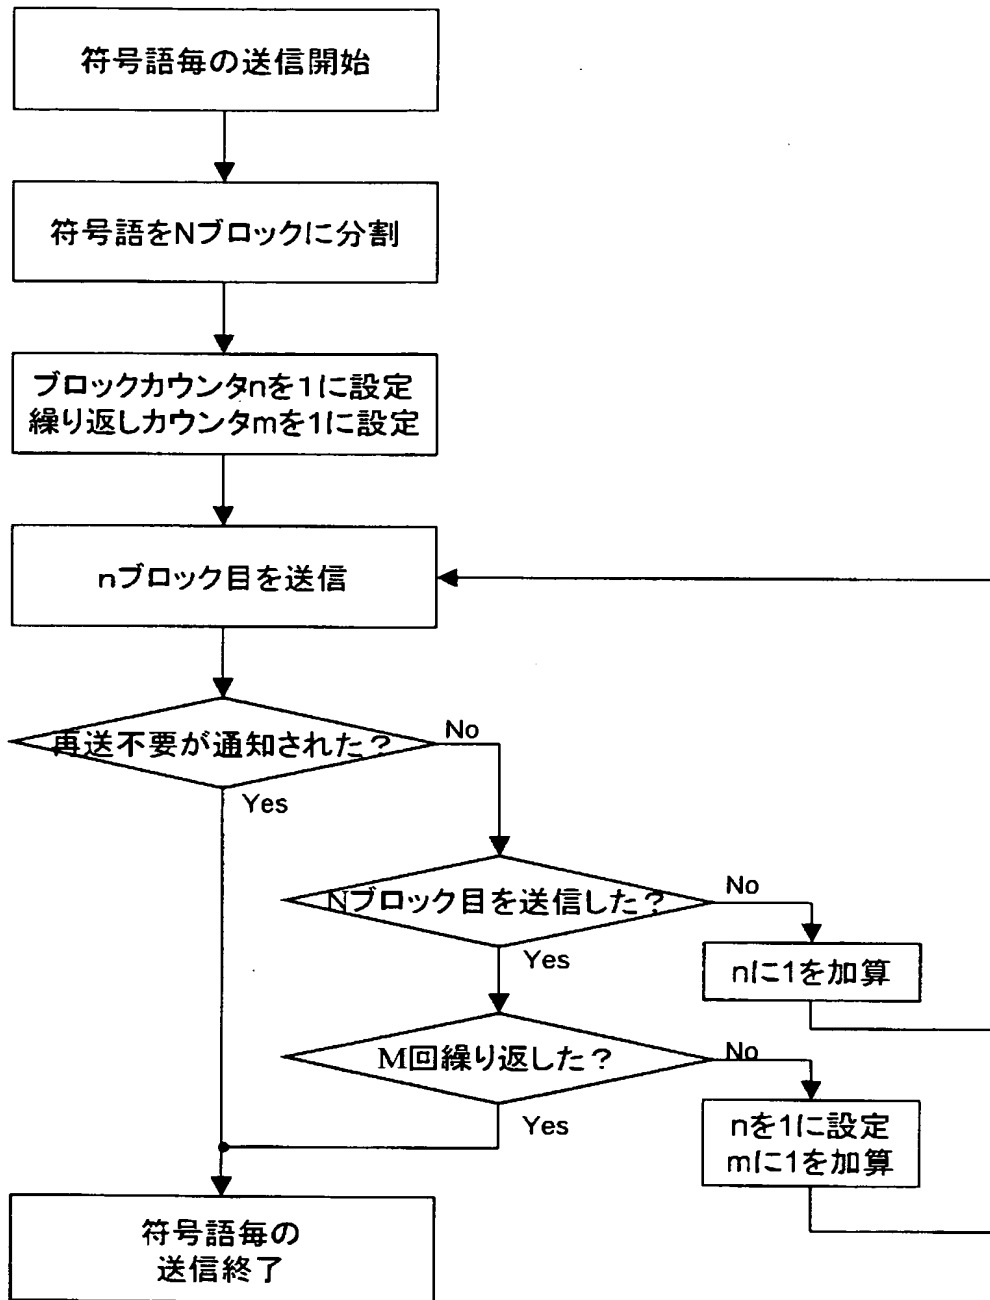 符号語毎の送信開始
符号語をNブロックに分割
ブロックカウンタnを1に設定
繰り返しカウンタmを1に設定
nブロック目を送信
再送不要が通知された？
No
Yes
Nブロック目を送信した？
No
Yes
nに1を加算
M回繰り返した？
No
Yes
nを1に設定
mに1を加算
符号語毎の
送信終了